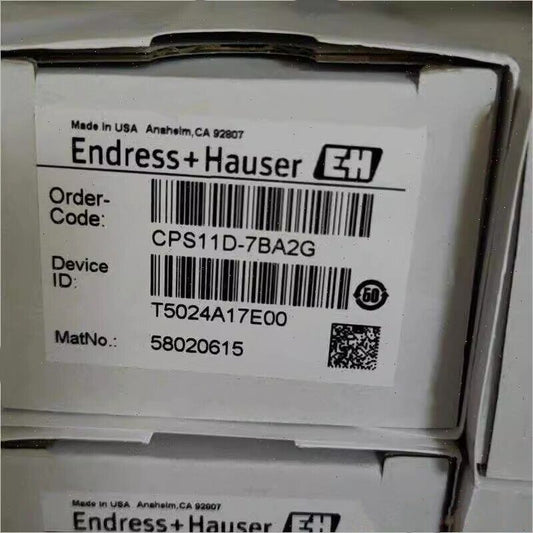 Made in USA Anaheim,CA 92807
Endress+Hauser EH
Order-
Code:
CPS11D-7BA2G
Device
ID:
T5024A17E00
50
MatNo.: 58020615
Made in USA Anaheim,CA 92807
Endress+Hauser EH